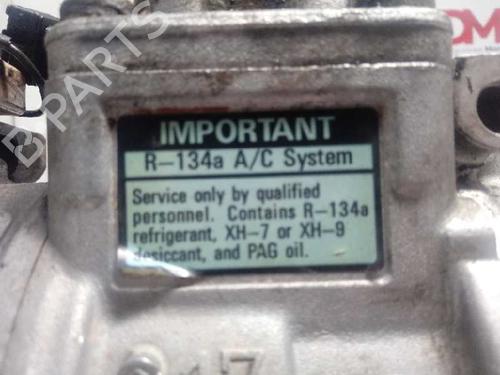 IMPORTANT
R-134a A/C System
Service only by qualified
personnel. Contains R-134a
refrigerant, XH-7 or XH-9
desiccant, and PAG oil.
B-PARTS
17